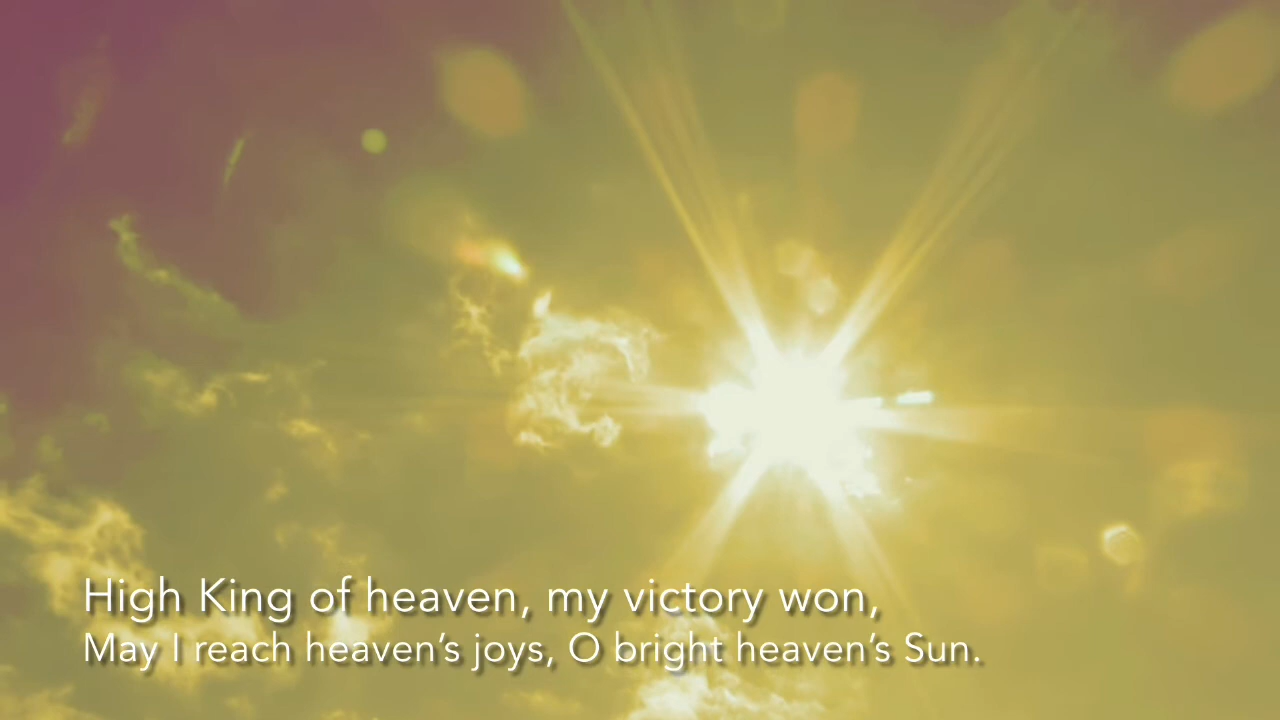 High King of heaven, my victory won,
May I reach heaven’s joys, O bright heaven’s Sun.